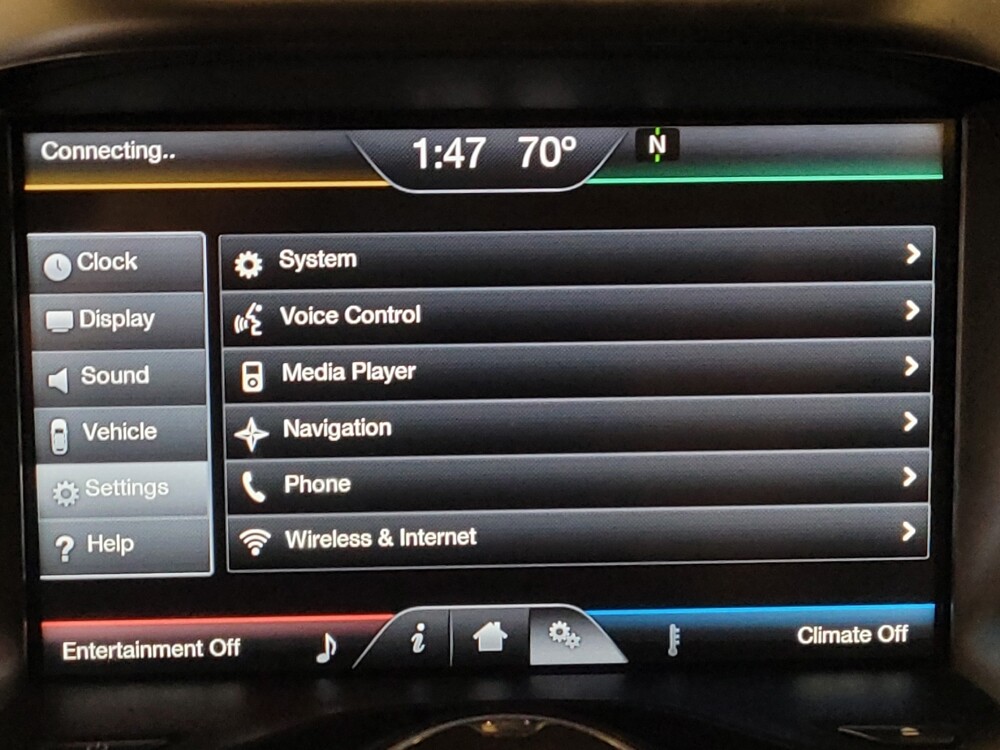 Connecting..
1:47 70º
N
Clock
Display
Sound
Vehicle
Settings
? Help
System
Voice Control
Media Player
Navigation
Phone
Wireless & Internet
Entertainment Off
i
Climate Off